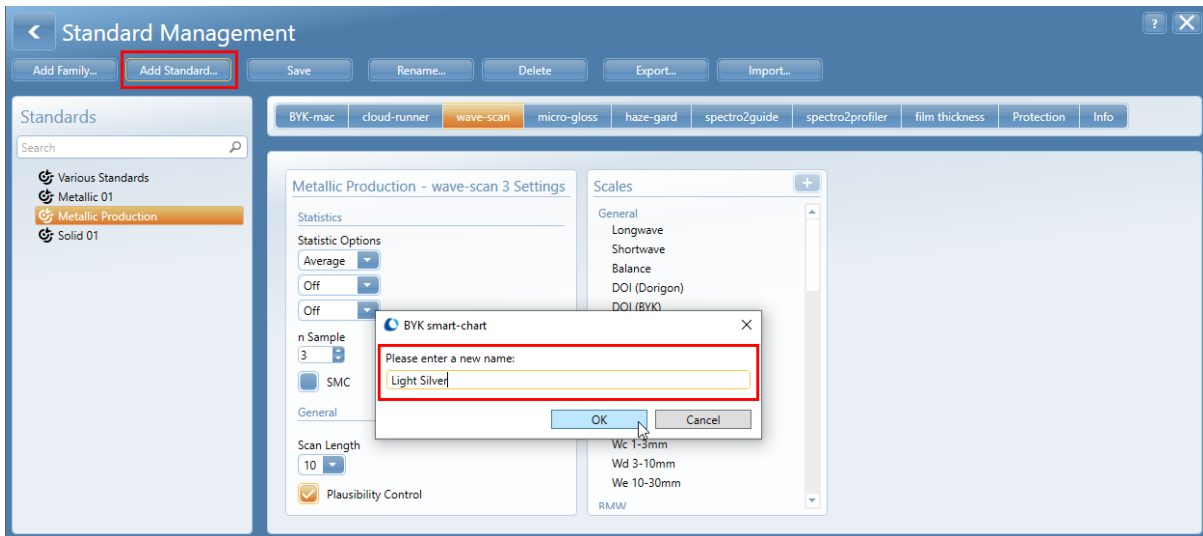 Standard Management
?
Add Family... Add Standard... Save Rename... Delete Export... Import...
Standards
Search
Various Standards
Metallic 01
Metallic Production
Solid 01
BYK-mac cloud-runner wave-scan micro-gloss haze-gard spectro2guide spectro2profiler film thickness Protection Info
Metallic Production - wave-scan 3 Settings
Statistics
Statistic Options
Average
Off
Off
n Sample
3
SMC
General
Scan Length
10
Plausibility Control
Scales
+
General
Longwave
Shortwave
Balance
DOI (Dorigon)
DOI (BYK)
Wc 1-3mm
Wd 3-10mm
We 10-30mm
BMW
BYK smart-chart
Please enter a new name:
Light Silver
OK Cancel